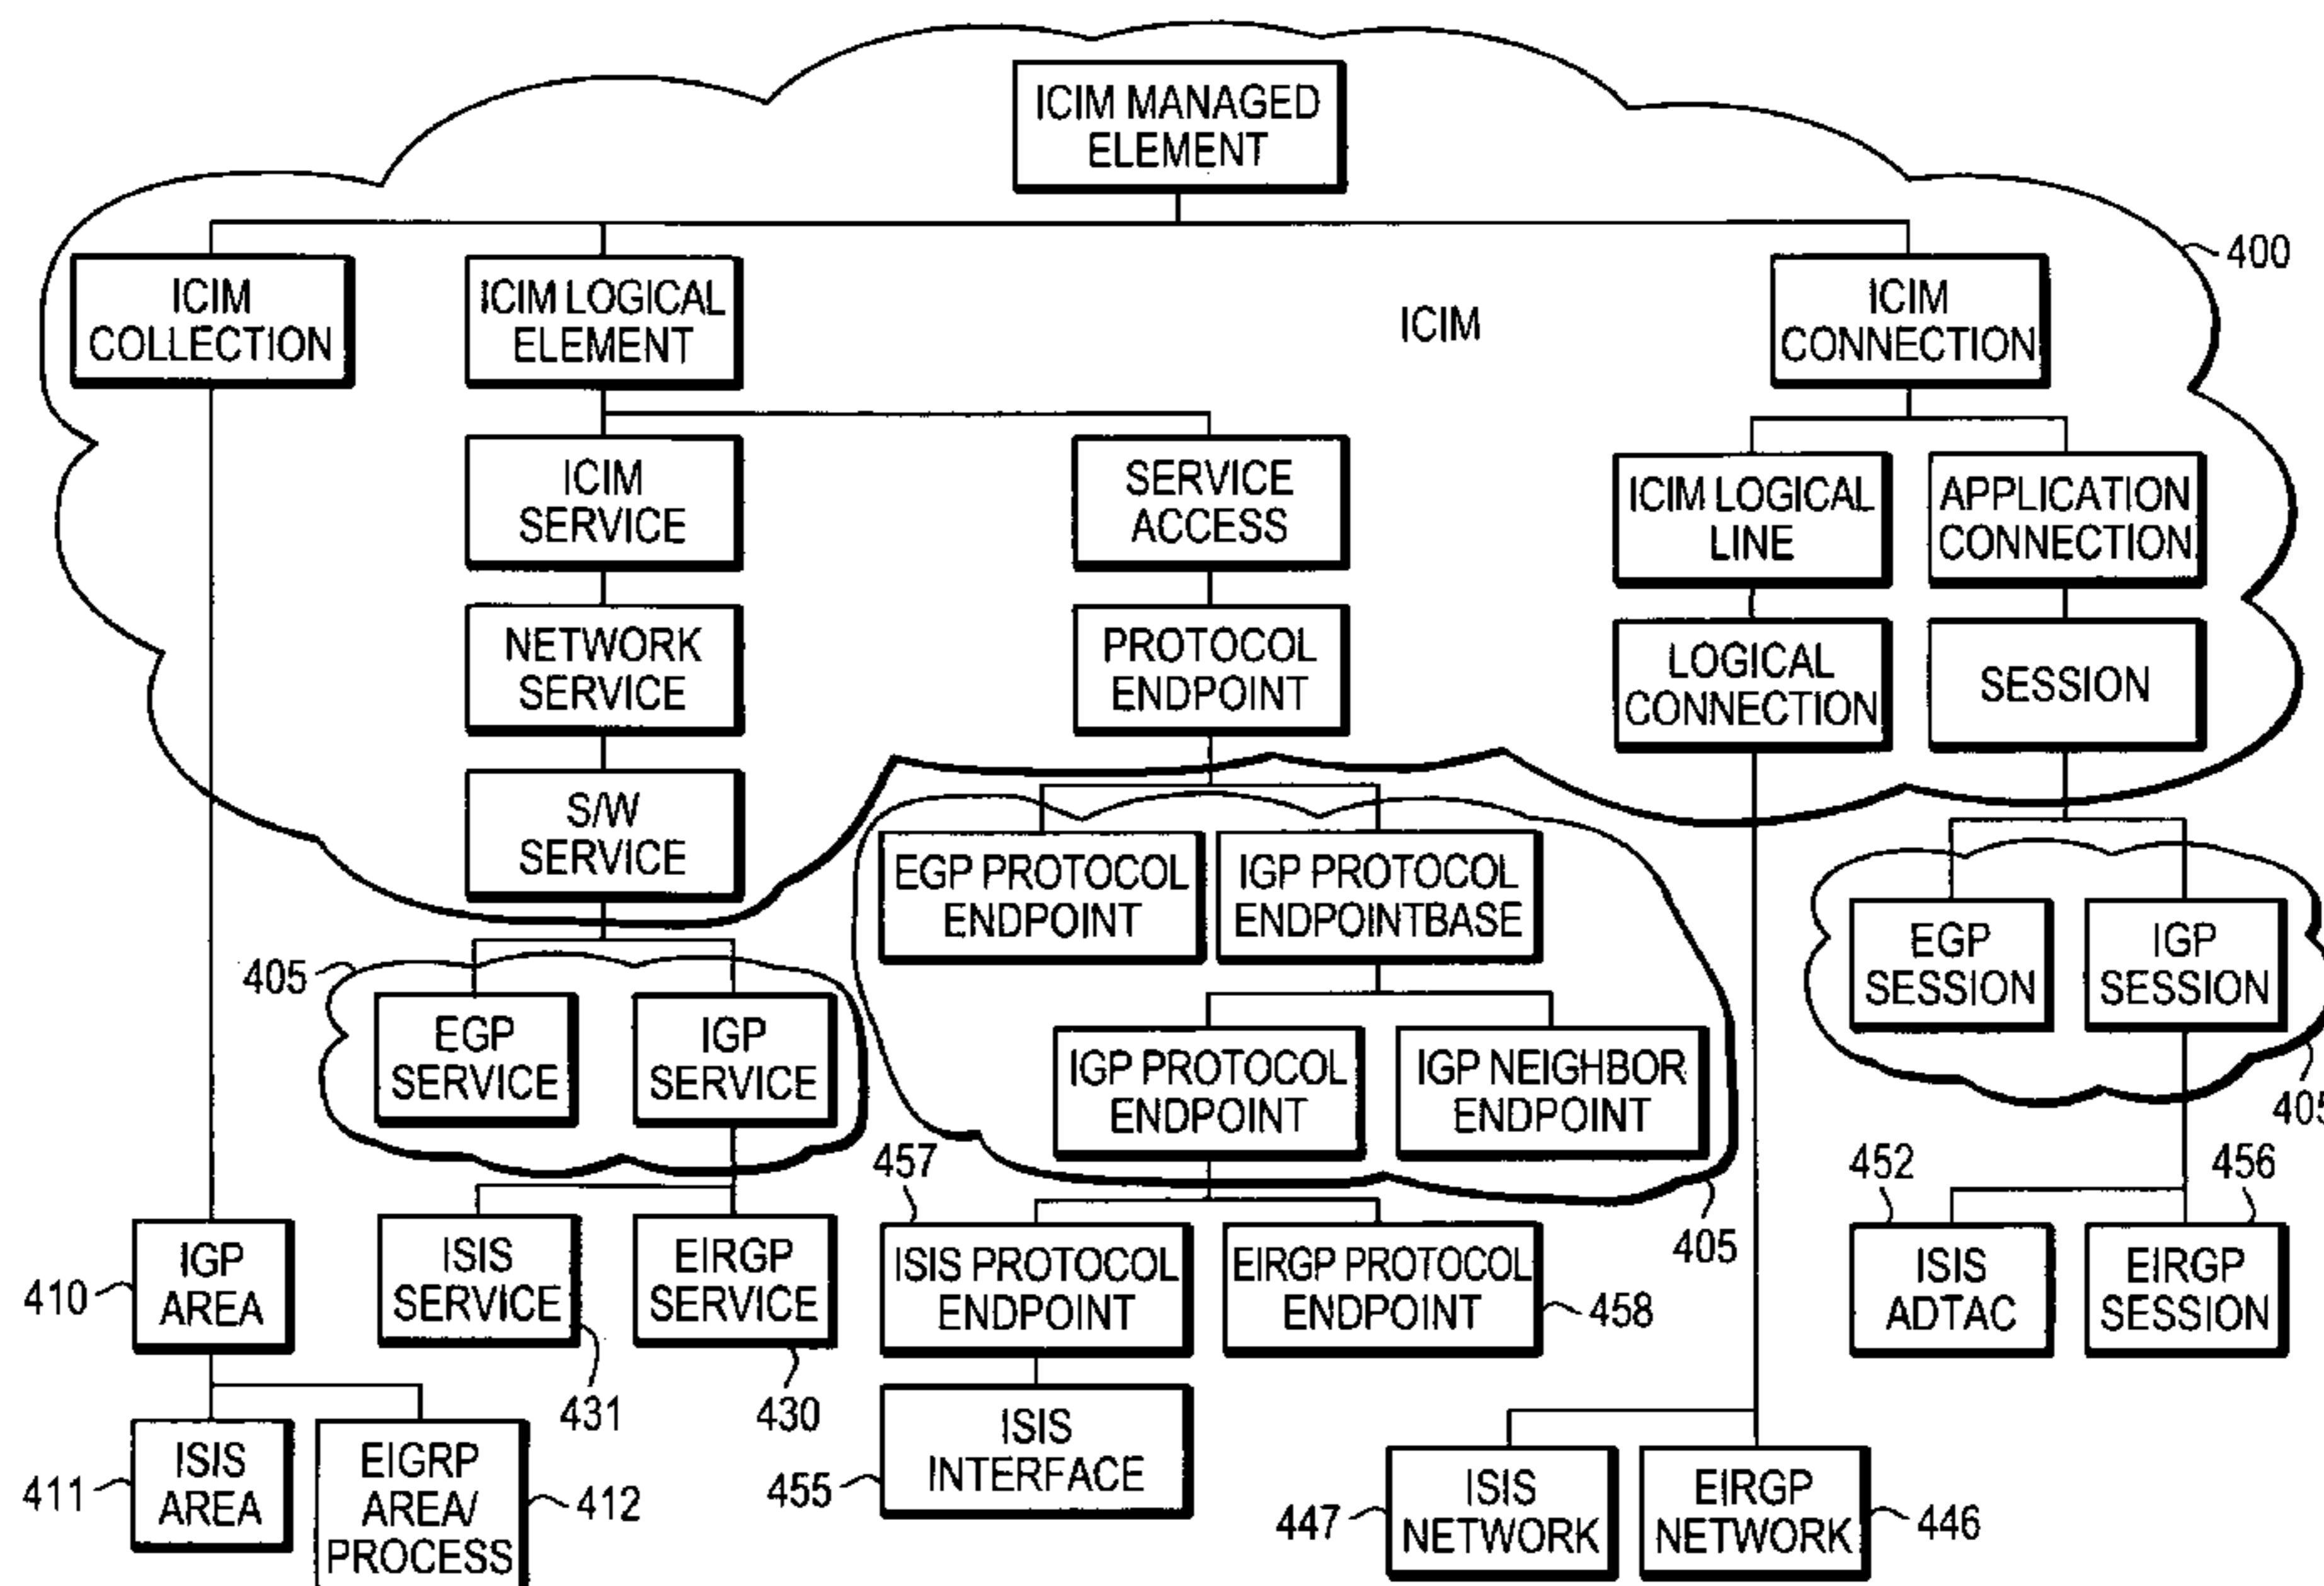 ICIM MANAGED
ELEMENT
400
ICIM
COLLECTION
ICIM LOGICAL
ELEMENT
ICIM
ICIM
CONNECTION
ICIM
SERVICE
SERVICE
ACCESS
ICIM LOGICAL
LINE
APPLICATION
CONNECTION
NETWORK
SERVICE
PROTOCOL
ENDPOINT
LOGICAL
CONNECTION
SESSION
S/W
SERVICE
EGP PROTOCOL
ENDPOINT
IGP PROTOCOL
ENDPOINTBASE
EGP
SESSION
IGP
SESSION
405
405
EGP
SERVICE
IGP
SERVICE
IGP PROTOCOL
ENDPOINT
IGP NEIGHBOR
ENDPOINT
457
405
452
456
410
IGP
AREA
ISIS
SERVICE
EIRGP
SERVICE
ISIS PROTOCOL
ENDPOINT
EIRGP PROTOCOL
ENDPOINT
458
ISIS
ADTAC
EIRGP
SESSION
431
430
411
ISIS
AREA
EIGRP
AREA/
PROCESS
412
455
ISIS
INTERFACE
447
ISIS
NETWORK
EIRGP
NETWORK
446